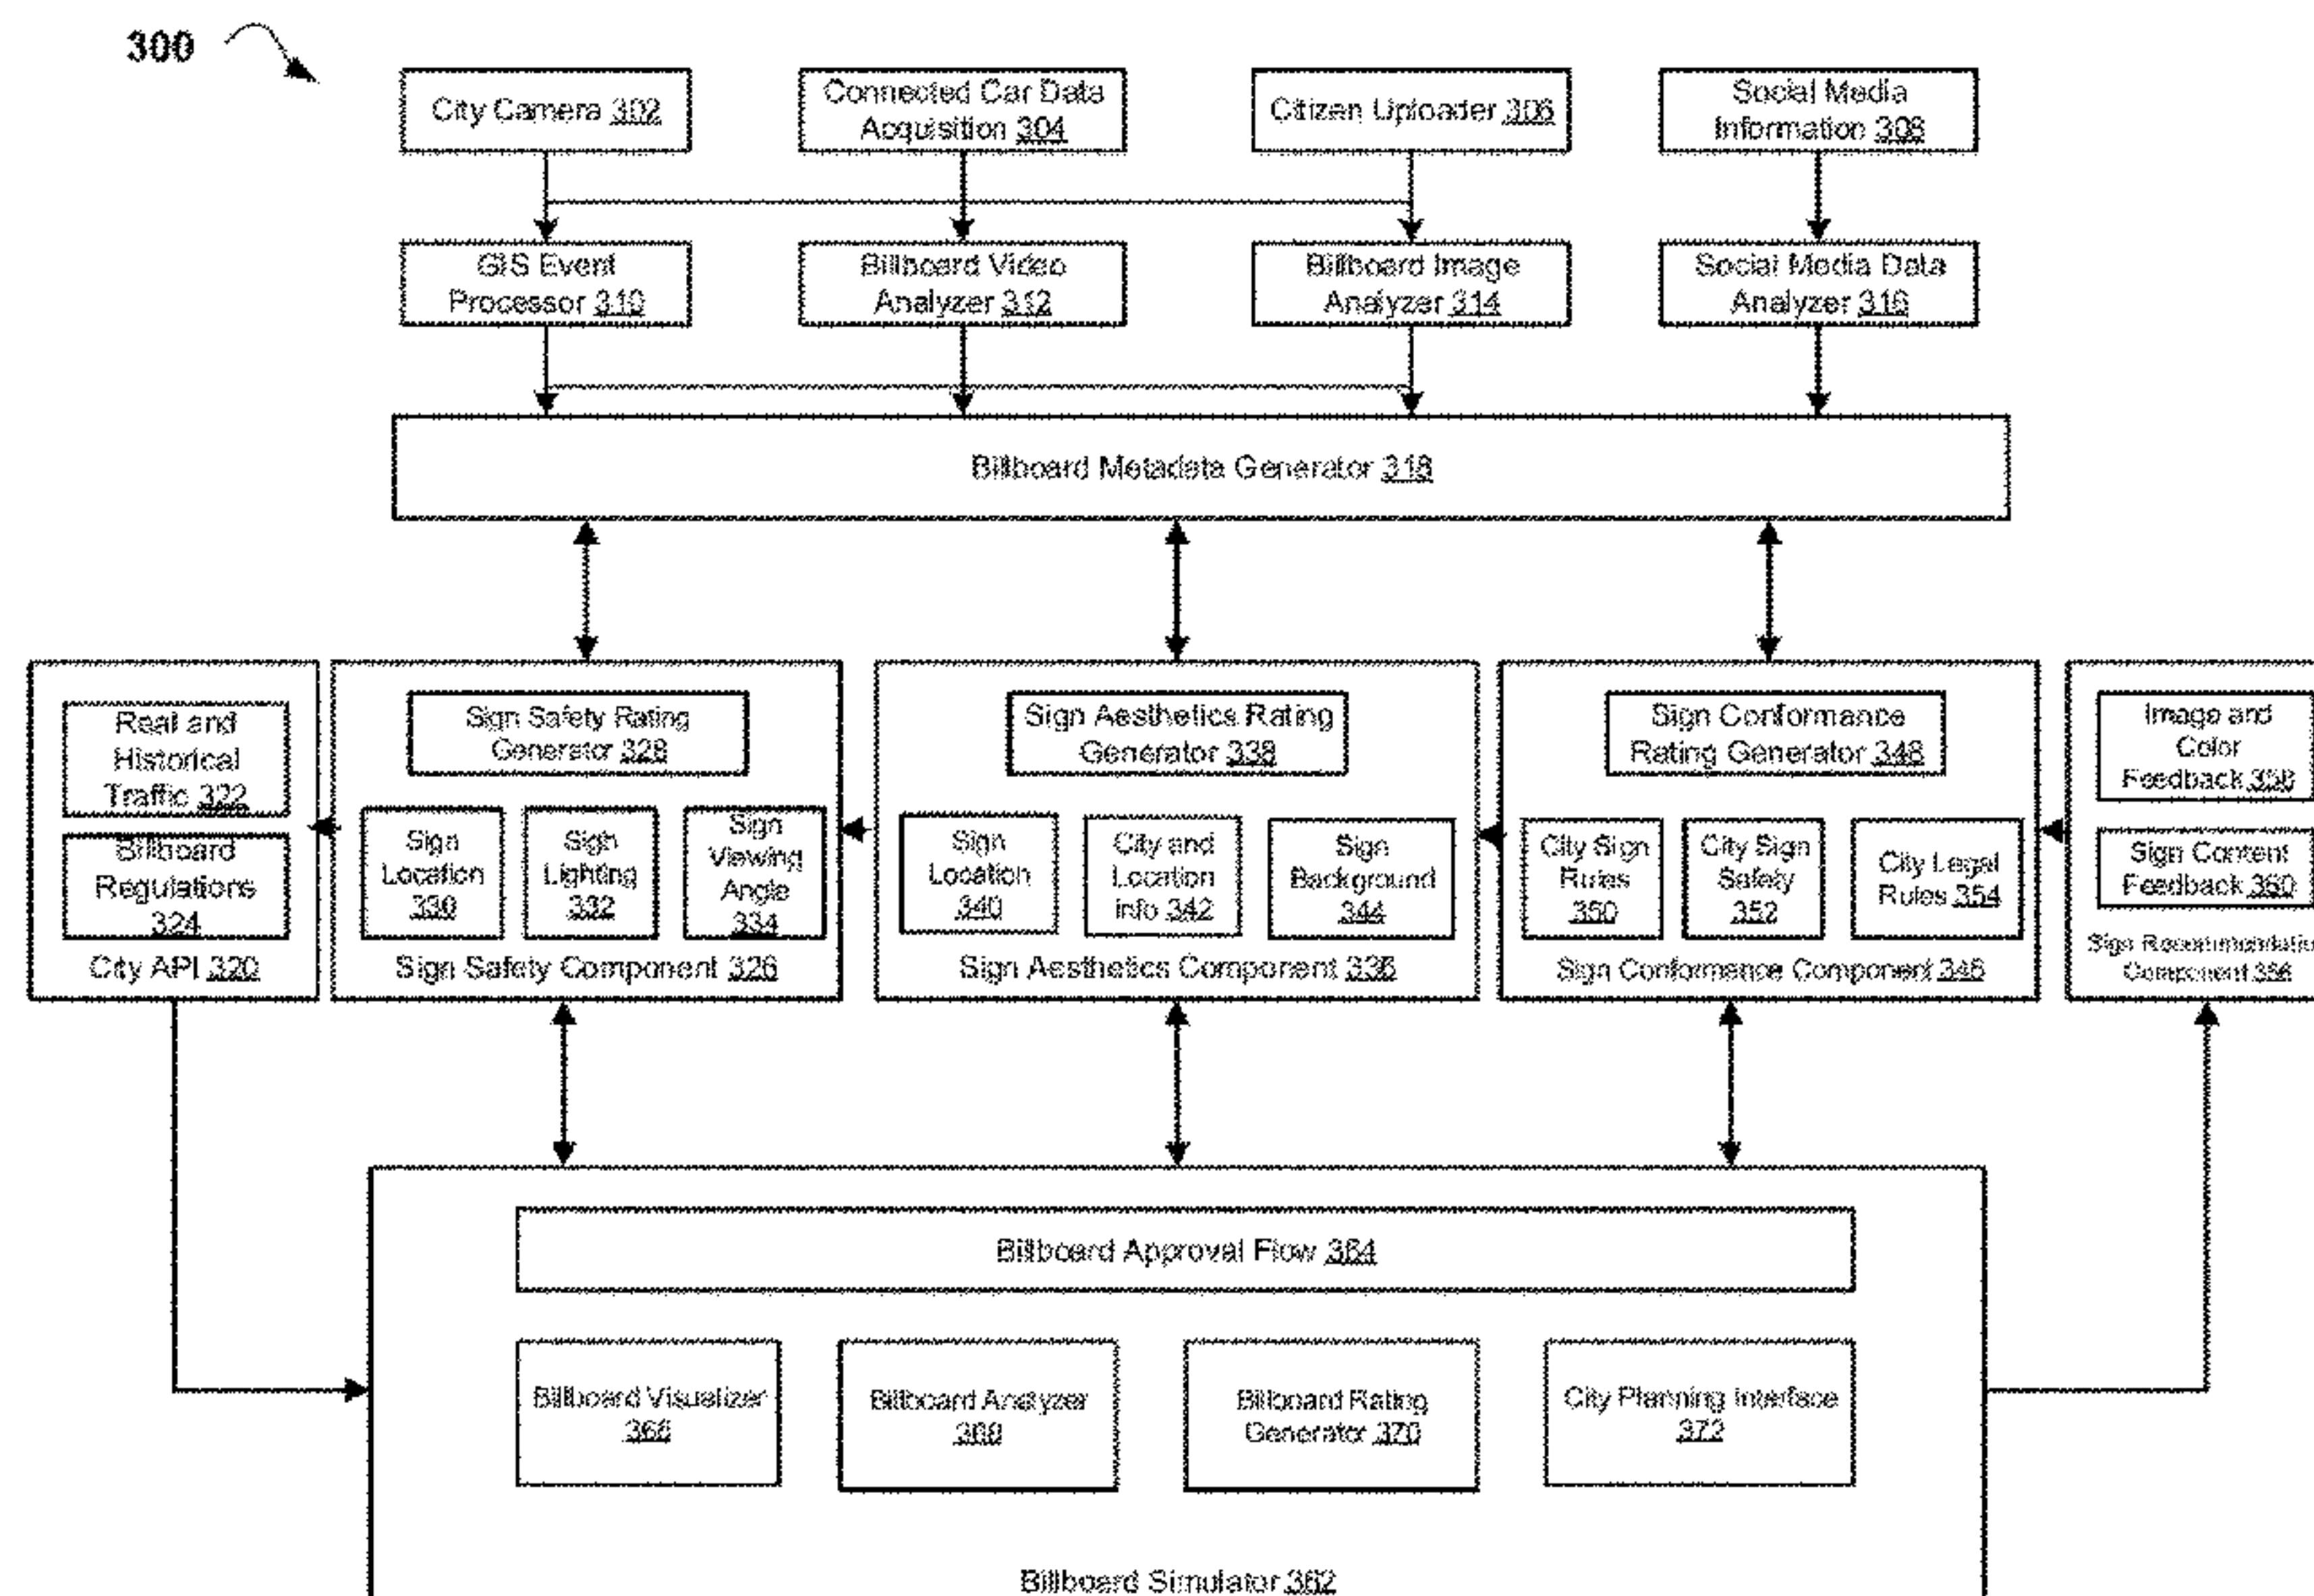 300
City Camera 302
Connected Car Data
Acquisition 304
Citizen Uploader 306
Social Media
Information 308
GIS Event
Processor 310
Billboard Video
Analyzer 312
Billboard Image
Analyzer 314
Social Media Data
Analyzer 316
Billboard Metadata Generator 318
Real and
Historical
Traffic 322
Billboard
Regulations
324
City API 320
Sign Safety Rating
Generator 328
Sign
Location
330
Sign
Lighting
332
Sign
Viewing
Angle
334
Sign Safety Component 326
Sign Aesthetics Rating
Generator 338
Sign
Location
340
City and
Location
info 342
Sign
Background
344
Sign Aesthetics Component 336
Sign Conformance
Rating Generator 348
City Sign
Rules
350
City Sign
Safety
352
City Legal
Rules 354
Sign Conformance Component 346
Image and
Color
Feedback 358
Sign Content
Feedback 360
Sign Recommendation
Component 356
Billboard Approval Flow 364
Billboard Visualizer
366
Billboard Analyzer
368
Billboard Rating
Generator 370
City Planning Interface
372
Billboard Simulator 362